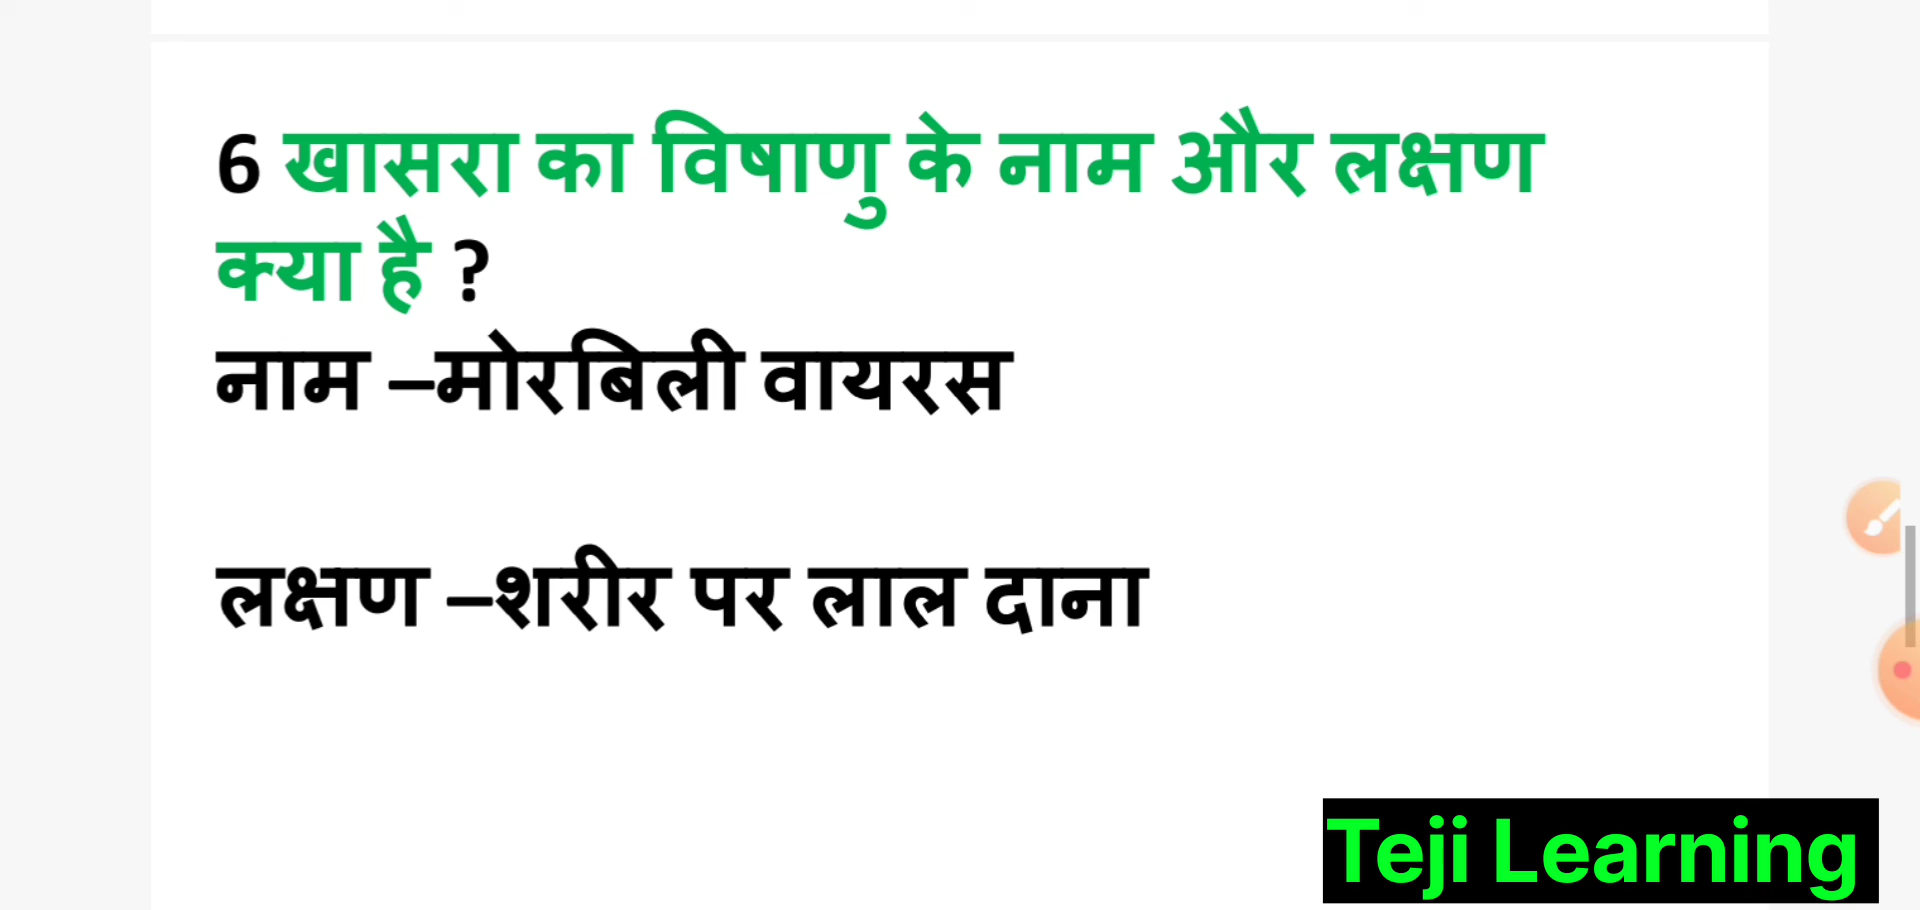 6 खासरा का विषाणु के नाम और लक्षण
क्या है ?
नाम –मोरबिली वायरस
लक्षण –शरीर पर लाल दाना
Teji Learning